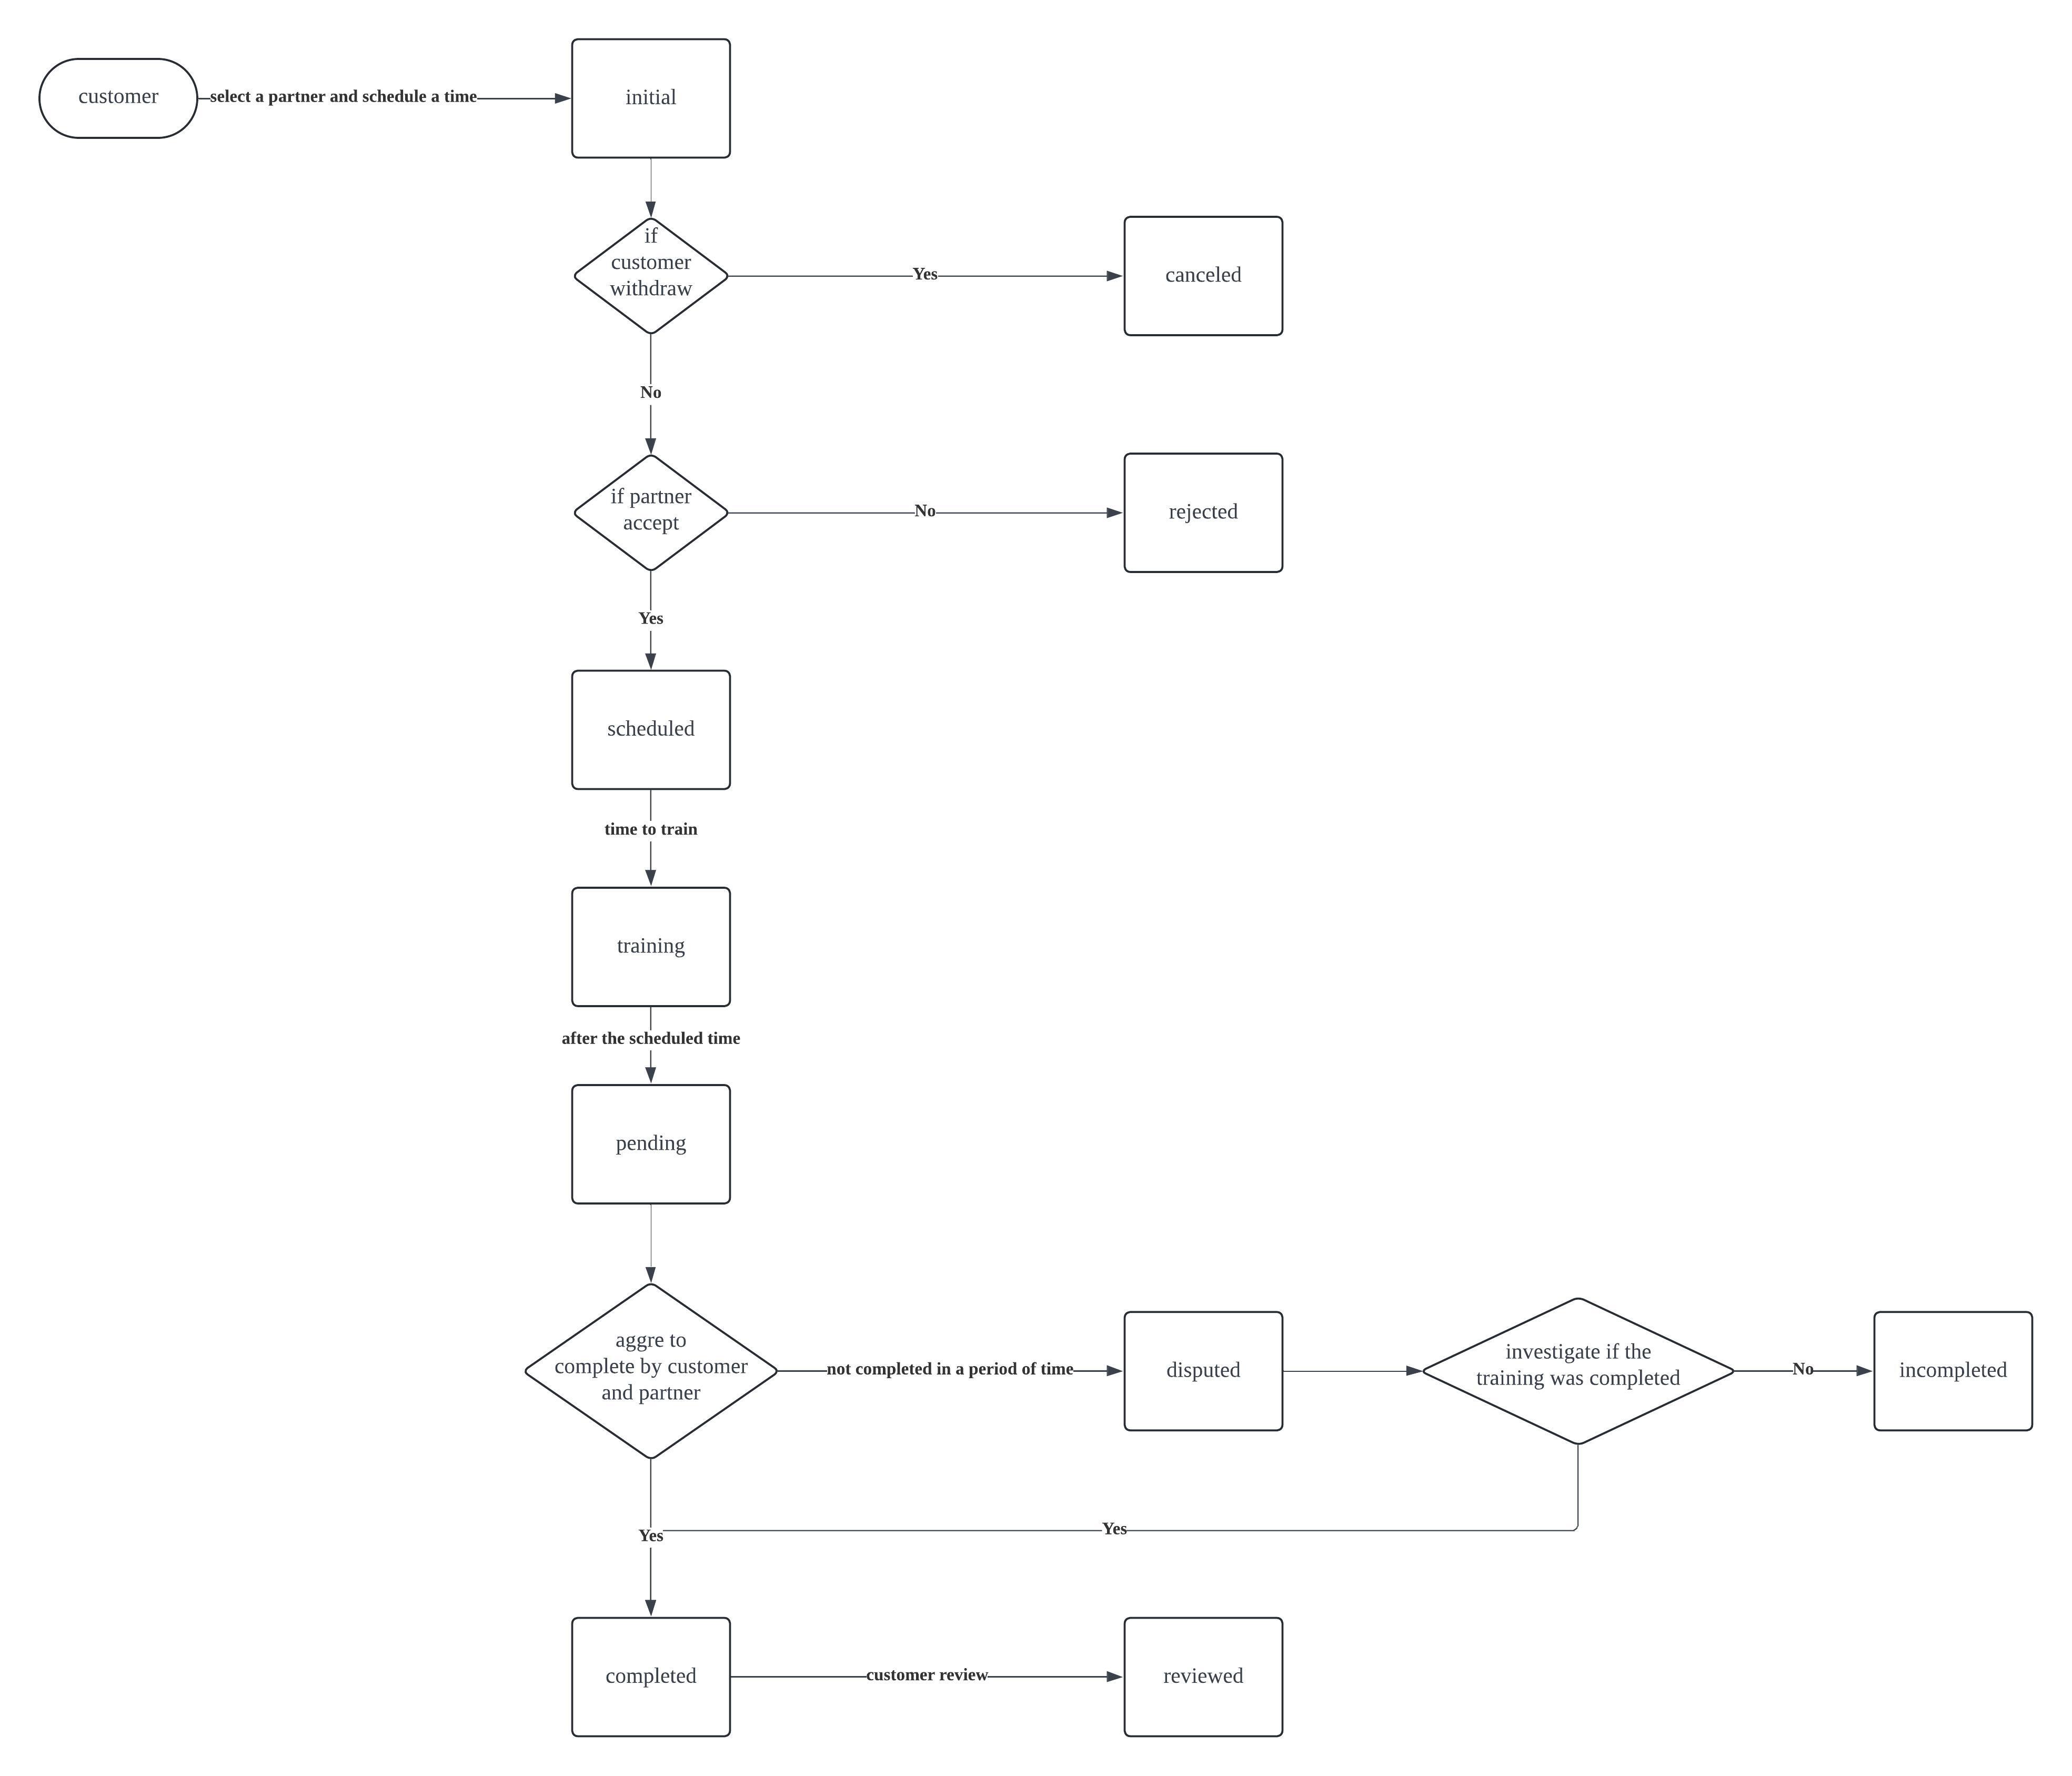 customer
select a partner and schedule a time
initial
if
customer
withdraw
Yes
canceled
No
if partner
accept
No
rejected
Yes
scheduled
time to train
training
after the scheduled time
pending
aggre to
complete by customer
and partner
not completed in a period of time
disputed
investigate if the
training was completed
No
incompleted
Yes
Yes
completed
customer review
reviewed